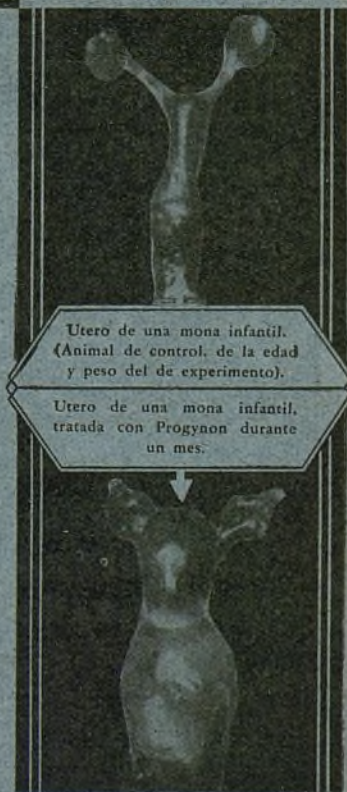 Utero de una mona infantil.
(Animal de control, de la edad
y peso del de experimento).
Utero de una mona infantil,
tratada con Progynon durante
un mes.